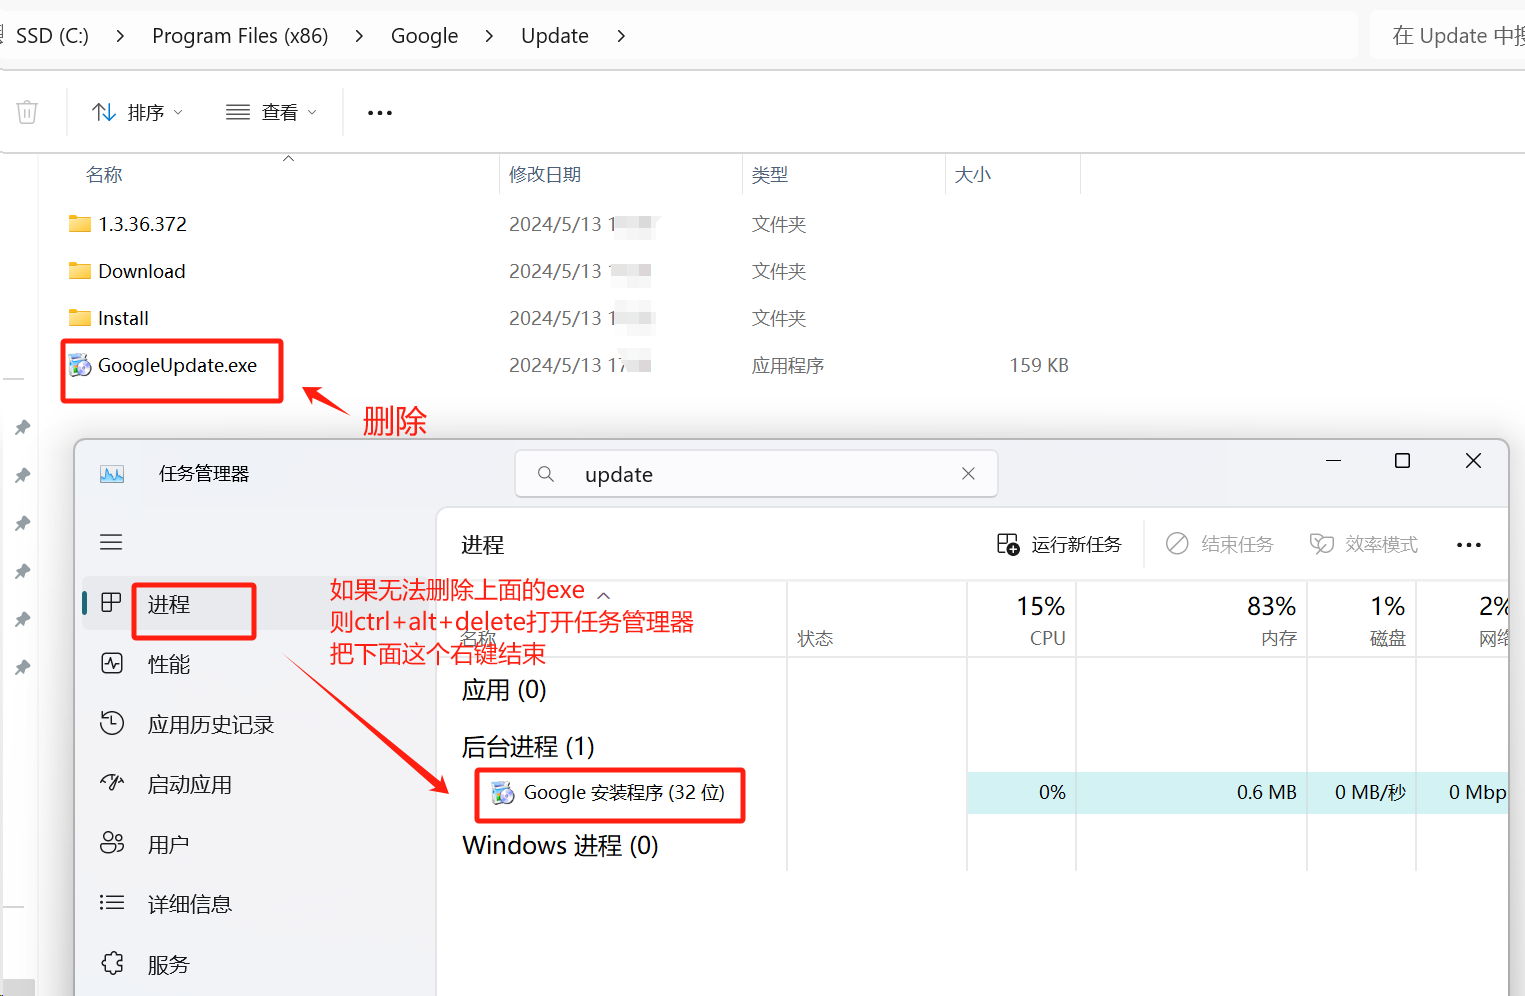 SSD (C:) > Program Files (x86) > Google > Update >
在 Update 中
排序
查看
名称
修改日期
类型
大小
1.3.36.372
2024/5/13 1
文件夹
Download
2024/5/13
文件夹
Install
2024/5/13 1
文件夹
GoogleUpdate.exe
2024/5/13 17
应用程序
159 KB
删除
任务管理器
update
进程
运行新任务
结束任务
效率模式
进程
性能
应用历史记录
启动应用
用户
详细信息
服务
如果无法删除上面的exe
则ctrl+alt+delete打开任务管理器
把下面这个右键结束
名称
状态
15%
CPU
83%
内存
1%
磁盘
2%
网络
应用 (0)
后台进程 (1)
Google 安装程序 (32 位)
0%
0.6 MB
0 MB/秒
0 Mbp
Windows 进程 (0)